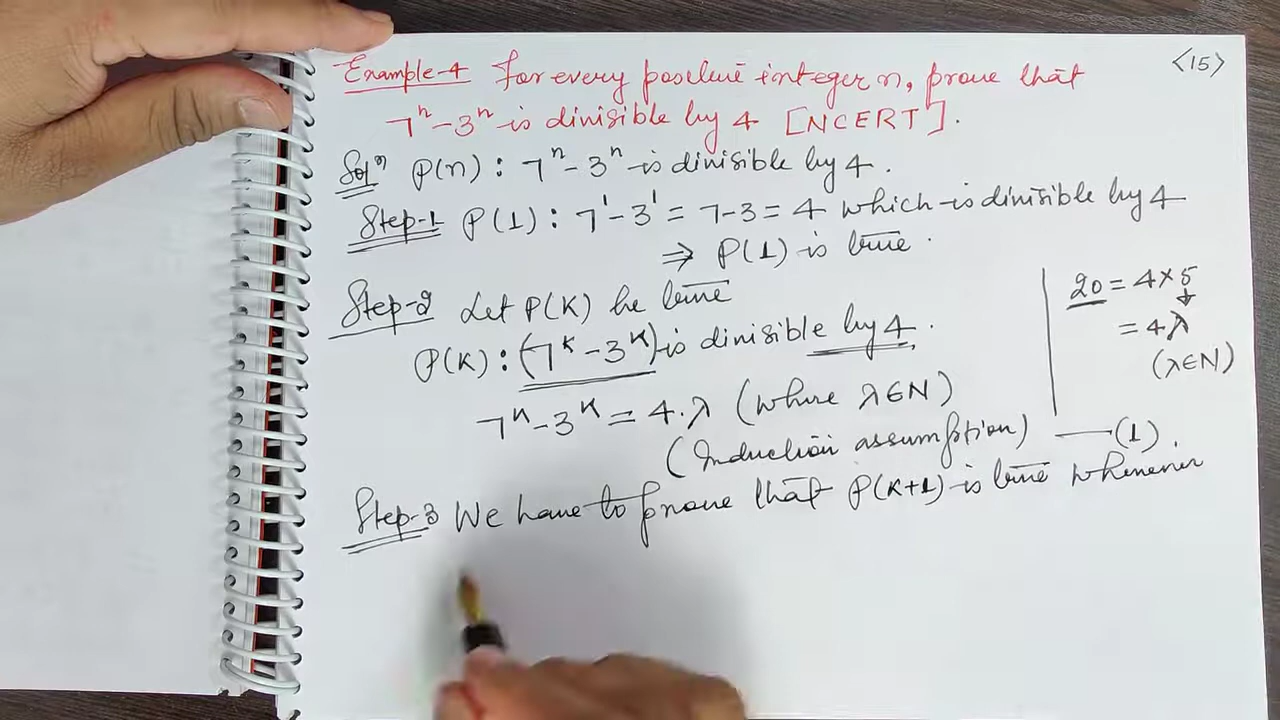 Example-4 For every positive integer n, prove that <15>
7ⁿ-3ⁿ is divisible by 4 [NCERT].
Solⁿ P(n): 7ⁿ-3ⁿ is divisible by 4.
Step-1 P(1): 7¹-3¹ = 7-3 = 4 which is divisible by 4
⇒ P(1) is true.
Step-2 Let P(K) be true
P(K): (7ᴷ-3ᴷ) is divisible by 4.
7ᴷ-3ᴷ = 4.λ (where λ∈N)
(Induction assumption) —(1).
20 = 4×5
↓
= 4λ
(λ∈N)
Step-3 We have to prove that P(K+1) is true whenever